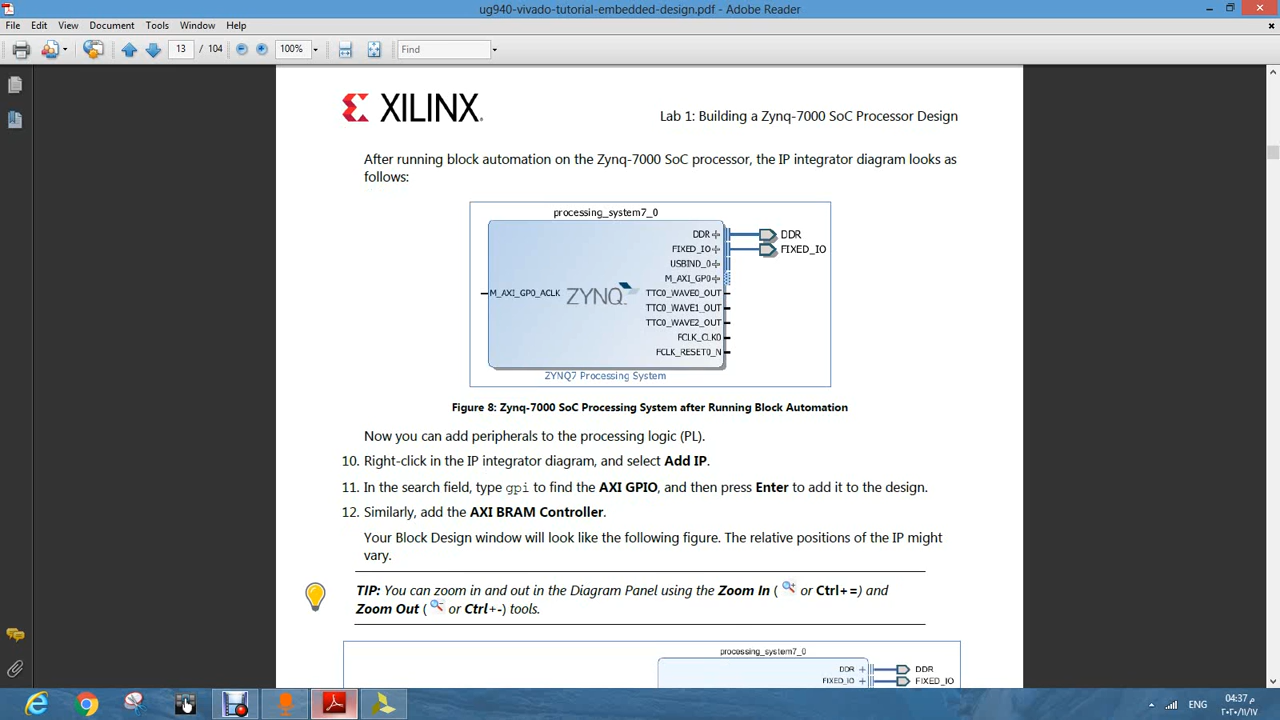 ug940-vivado-tutorial-embedded-design.pdf - Adobe Reader
File Edit View Document Tools Window Help
13 / 104 100% Find
XILINX.
Lab 1: Building a Zynq-7000 SoC Processor Design
After running block automation on the Zynq-7000 SoC processor, the IP integrator diagram looks as
follows:
processing_system7_0
DDR
FIXED_IO
USBIND_0
M_AXI_GP0
M_AXI_GP0_ACLK
ZYNQ
TTC0_WAVE0_OUT
TTC0_WAVE1_OUT
TTC0_WAVE2_OUT
FCLK_CLK0
FCLK_RESET0_N
DDR
FIXED_IO
ZYNQ7 Processing System
Figure 8: Zynq-7000 SoC Processing System after Running Block Automation
Now you can add peripherals to the processing logic (PL).
10. Right-click in the IP integrator diagram, and select Add IP.
11. In the search field, type gpi to find the AXI GPIO, and then press Enter to add it to the design.
12. Similarly, add the AXI BRAM Controller.
Your Block Design window will look like the following figure. The relative positions of the IP might
vary.
TIP: You can zoom in and out in the Diagram Panel using the Zoom In ( or Ctrl+=) and
Zoom Out ( or Ctrl+-) tools.
processing_system7_0
DDR
FIXED_IO
DDR
FIXED_IO
ENG
04:37 م